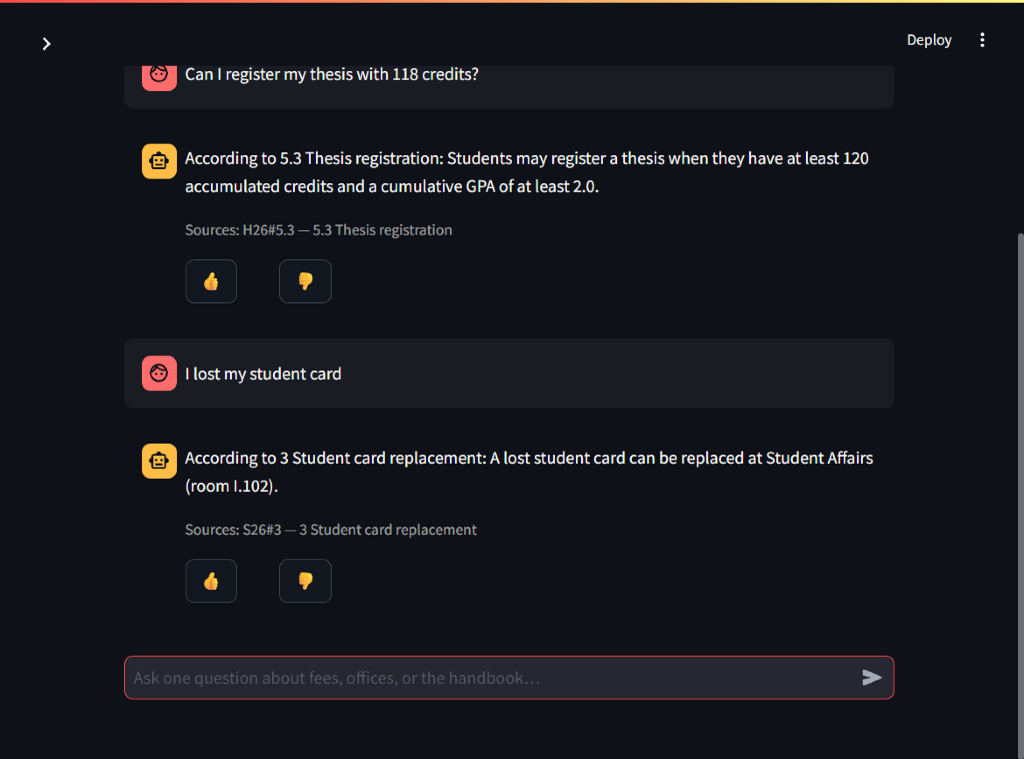 Deploy
Can I register my thesis with 118 credits?
According to 5.3 Thesis registration: Students may register a thesis when they have at least 120
accumulated credits and a cumulative GPA of at least 2.0.
Sources: H26#5.3 — 5.3 Thesis registration
I lost my student card
According to 3 Student card replacement: A lost student card can be replaced at Student Affairs
(room I.102).
Sources: S26#3 — 3 Student card replacement
Ask one question about fees, offices, or the handbook…